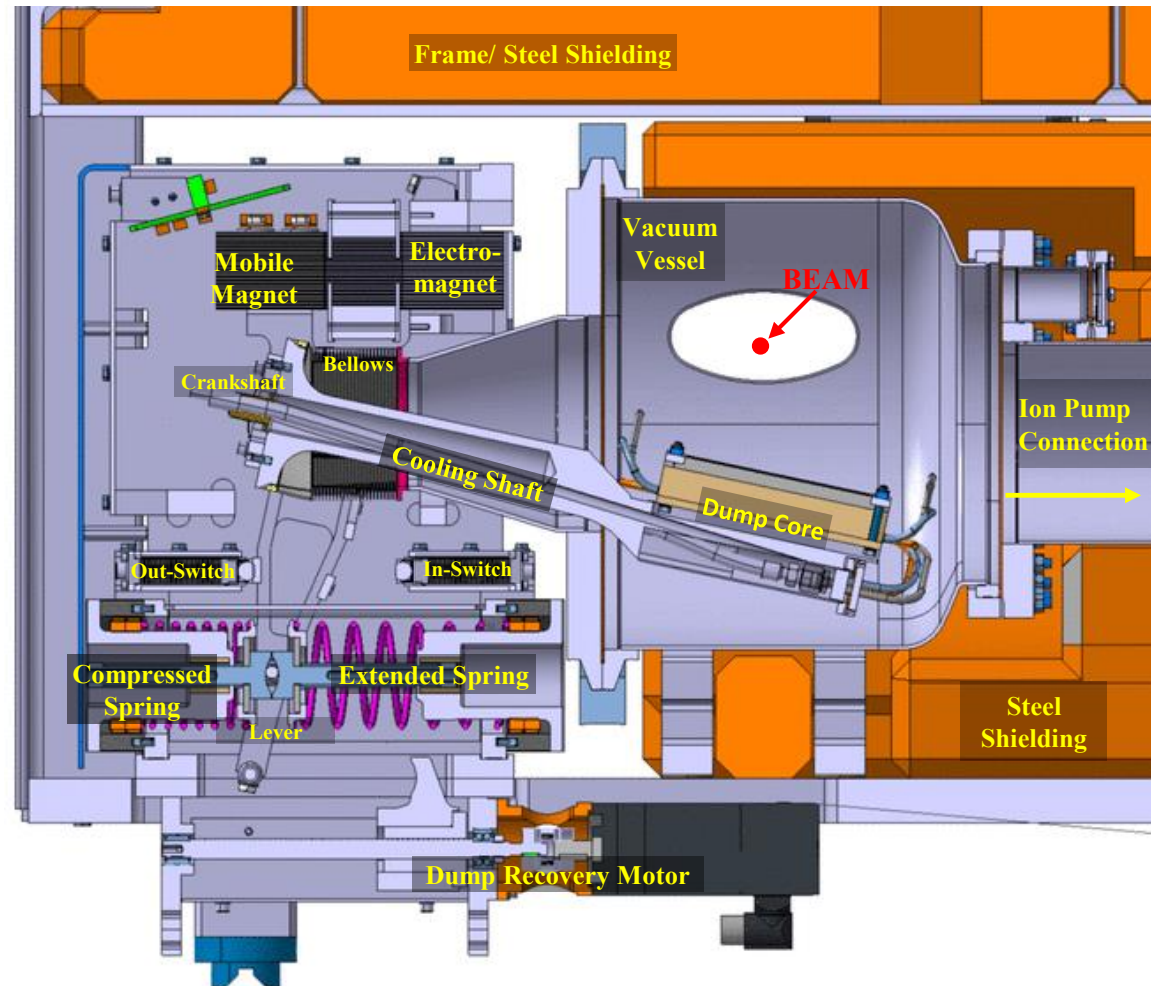 Frame/ Steel Shielding
Vacuum
Vessel
Electro-
magnet
Mobile
Magnet
BEAM
Bellows
Crankshaft
Ion Pump
Connection
Cooling Shaft
Dump Core
Out-Switch
In-Switch
Compressed
Spring
Extended Spring
Lever
Steel
Shielding
Dump Recovery Motor